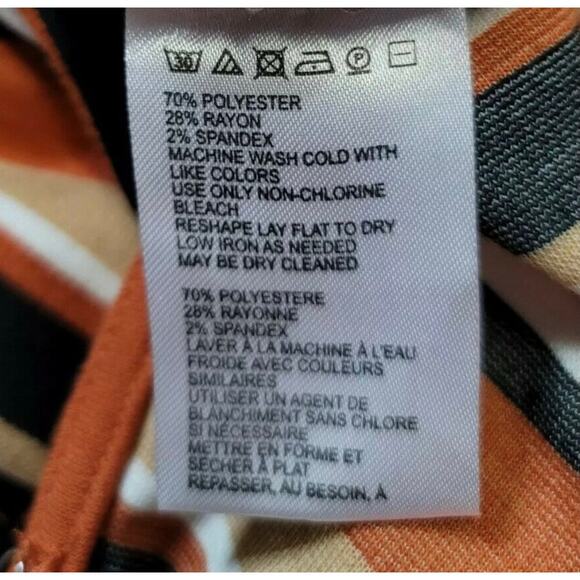 30
70% POLYESTER
28% RAYON
2% SPANDEX
MACHINE WASH COLD WITH
LIKE COLORS
USE ONLY NON-CHLORINE
BLEACH
RESHAPE LAY FLAT TO DRY
LOW IRON AS NEEDED
MAY BE DRY CLEANED
70% POLYESTERE
28% RAYONNE
2% SPANDEX
LAVER À LA MACHINE À L'EAU
FROIDE AVEC COULEURS
SIMILAIRES
UTILISER UN AGENT DE
BLANCHIMENT SANS CHLORE
SI NÉCESSAIRE
METTRE EN FORME ET
SÉCHER À PLAT
REPASSER, AU BESOIN, À